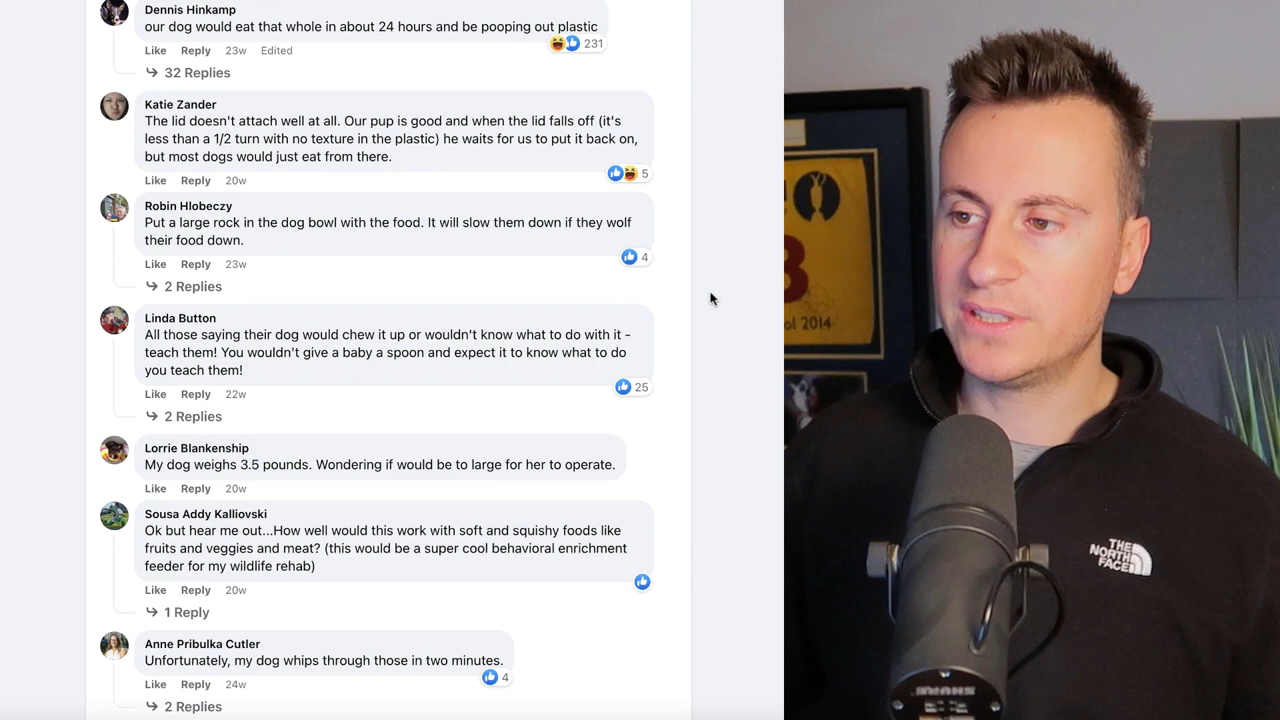 Dennis Hinkamp
our dog would eat that whole in about 24 hours and be pooping out plastic
231
Like Reply 23w Edited
32 Replies
Katie Zander
The lid doesn't attach well at all. Our pup is good and when the lid falls off (it's
less than a 1/2 turn with no texture in the plastic) he waits for us to put it back on,
but most dogs would just eat from there.
5
Like Reply 20w
Robin Hlobeczy
Put a large rock in the dog bowl with the food. It will slow them down if they wolf
their food down.
4
Like Reply 23w
2 Replies
Linda Button
All those saying their dog would chew it up or wouldn't know what to do with it -
teach them! You wouldn't give a baby a spoon and expect it to know what to do
you teach them!
25
Like Reply 22w
2 Replies
Lorrie Blankenship
My dog weighs 3.5 pounds. Wondering if would be to large for her to operate.
Like Reply 20w
Sousa Addy Kalliovski
Ok but hear me out...How well would this work with soft and squishy foods like
fruits and veggies and meat? (this would be a super cool behavioral enrichment
feeder for my wildlife rehab)
Like Reply 20w
1 Reply
Anne Pribulka Cutler
Unfortunately, my dog whips through those in two minutes.
4
Like Reply 24w
2 Replies
2014
THE
NORTH
FACE
SHURE